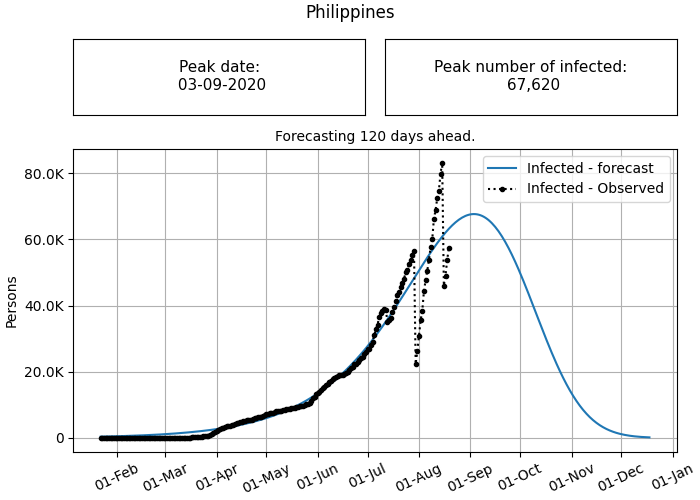 Philippines
Peak date:
03-09-2020
Peak number of infected:
67,620
Forecasting 120 days ahead.
Infected - forecast
Infected - Observed
80.0K
60.0K
40.0K
20.0K
0
Persons
01-Feb
01-Mar
01-Apr
01-May
01-Jun
01-Jul
01-Aug
01-Sep
01-Oct
01-Nov
01-Dec
01-Jan